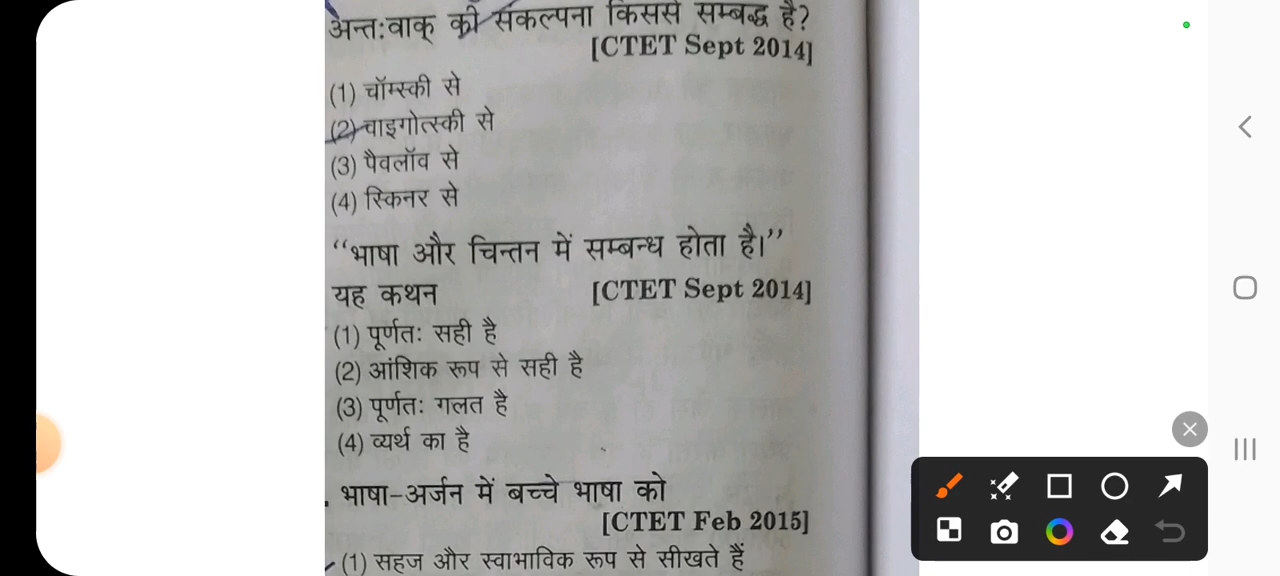 अन्तःवाक् की संकल्पना किससे सम्बद्ध है?
[CTET Sept 2014]
(1) चॉम्स्की से
(2) वाइगोत्स्की से
(3) पैवलॉव से
(4) स्किनर से
“भाषा और चिन्तन में सम्बन्ध होता है।”
यह कथन
[CTET Sept 2014]
(1) पूर्णतः सही है
(2) आंशिक रूप से सही है
(3) पूर्णतः गलत है
(4) व्यर्थ का है
. भाषा-अर्जन में बच्चे भाषा को
[CTET Feb 2015]
(1) सहज और स्वाभाविक रूप से सीखते हैं